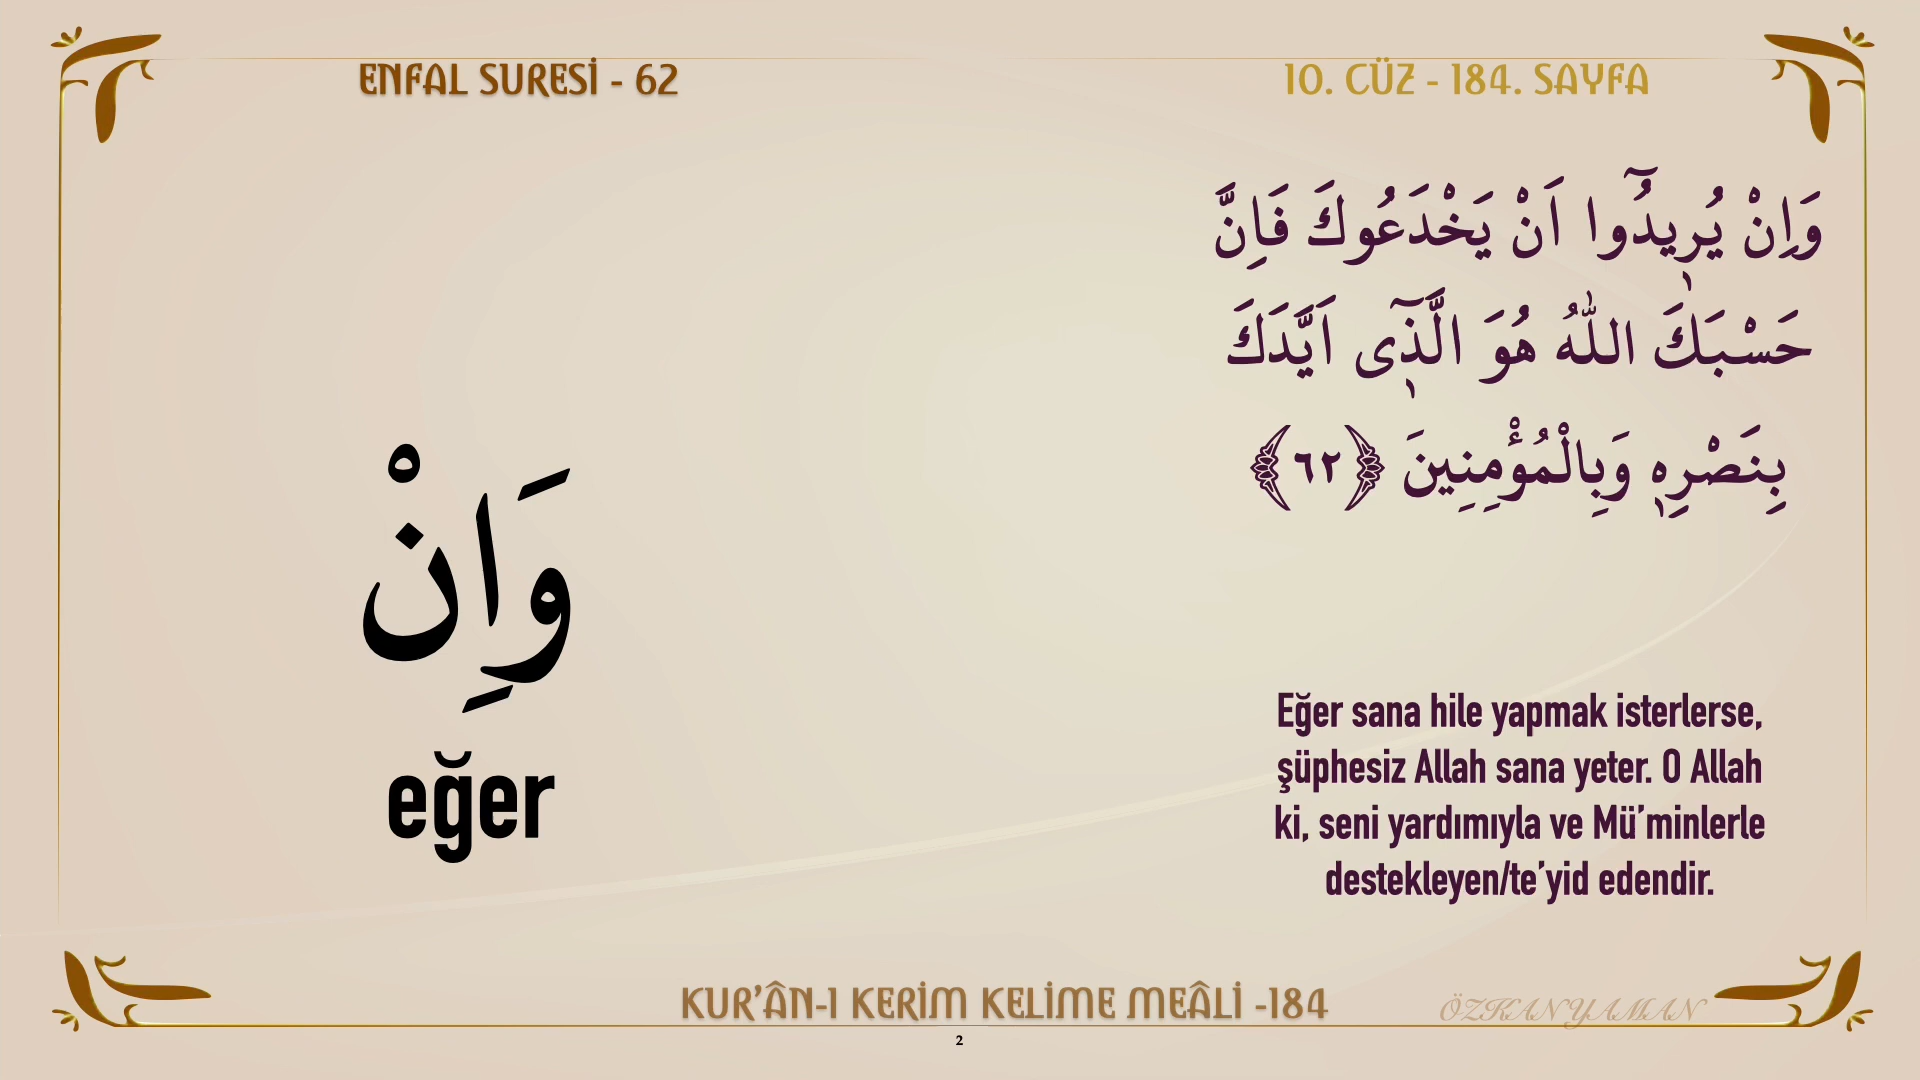 ENFAL SURESİ - 62
10. CÜZ - 184. SAYFA
وَاِنْ يُر۪يدُٓوا اَنْ يَخْدَعُوكَ فَاِنَّ
حَسْبَكَ اللّٰهُ هُوَ الَّذ۪ٓى اَيَّدَكَ
بِنَصْرِه۪ وَبِالْمُؤْمِنِينَ ﴿٦٢﴾
وَاِنْ
eğer
Eğer sana hile yapmak isterlerse,
şüphesiz Allah sana yeter. O Allah
ki, seni yardımıyla ve Mü’minlerle
destekleyen/te’yid edendir.
KUR’ÂN-I KERİM KELİME MEÂLİ -184
ÖZKAN YAMAN
2